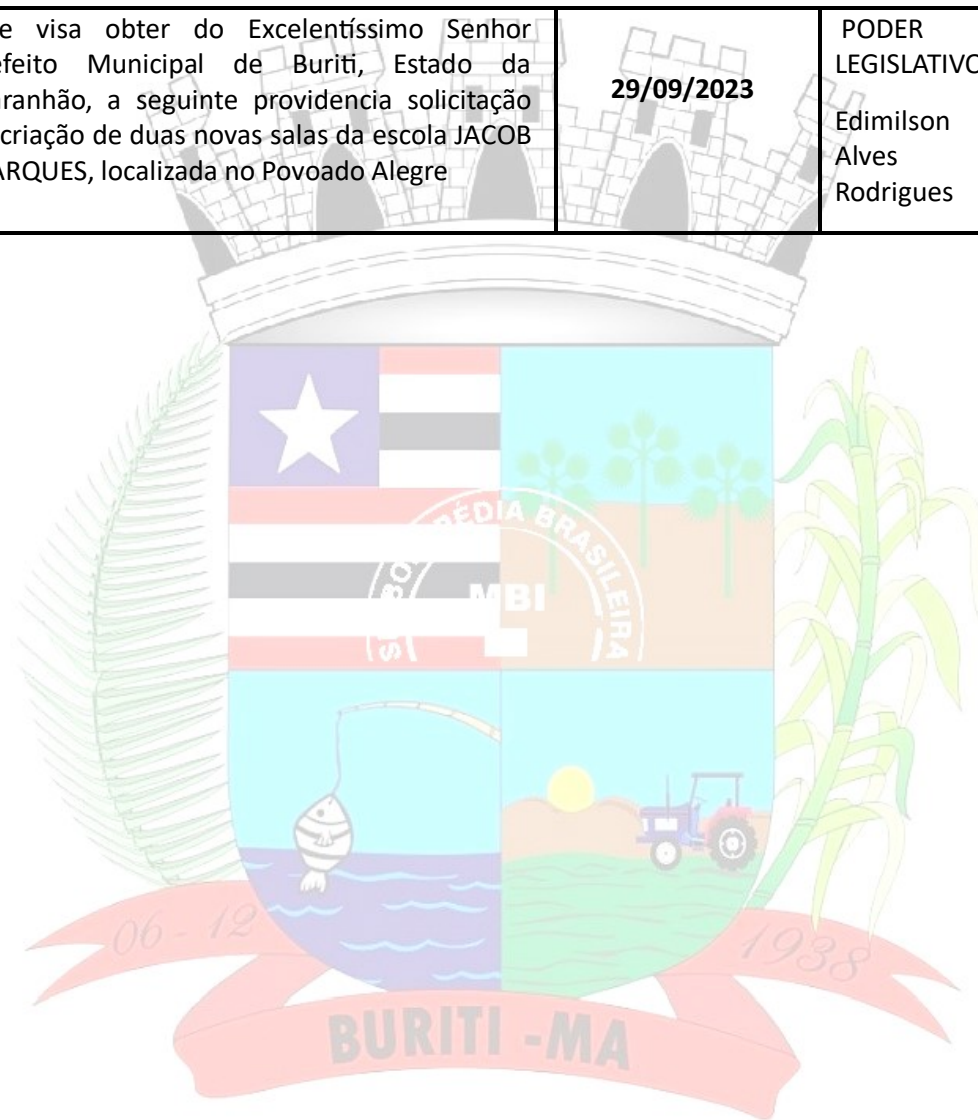 e visa obter do Excelentíssimo Senhor
efeito Municipal de Buriti, Estado da
aranhão, a seguinte providencia solicitação
criação de duas novas salas da escola JACOB
ARQUES, localizada no Povoado Alegre
29/09/2023
PODER
LEGISLATIVO
Edimilson
Alves
Rodrigues
MBI
06 - 12
1938
BURITI -MA